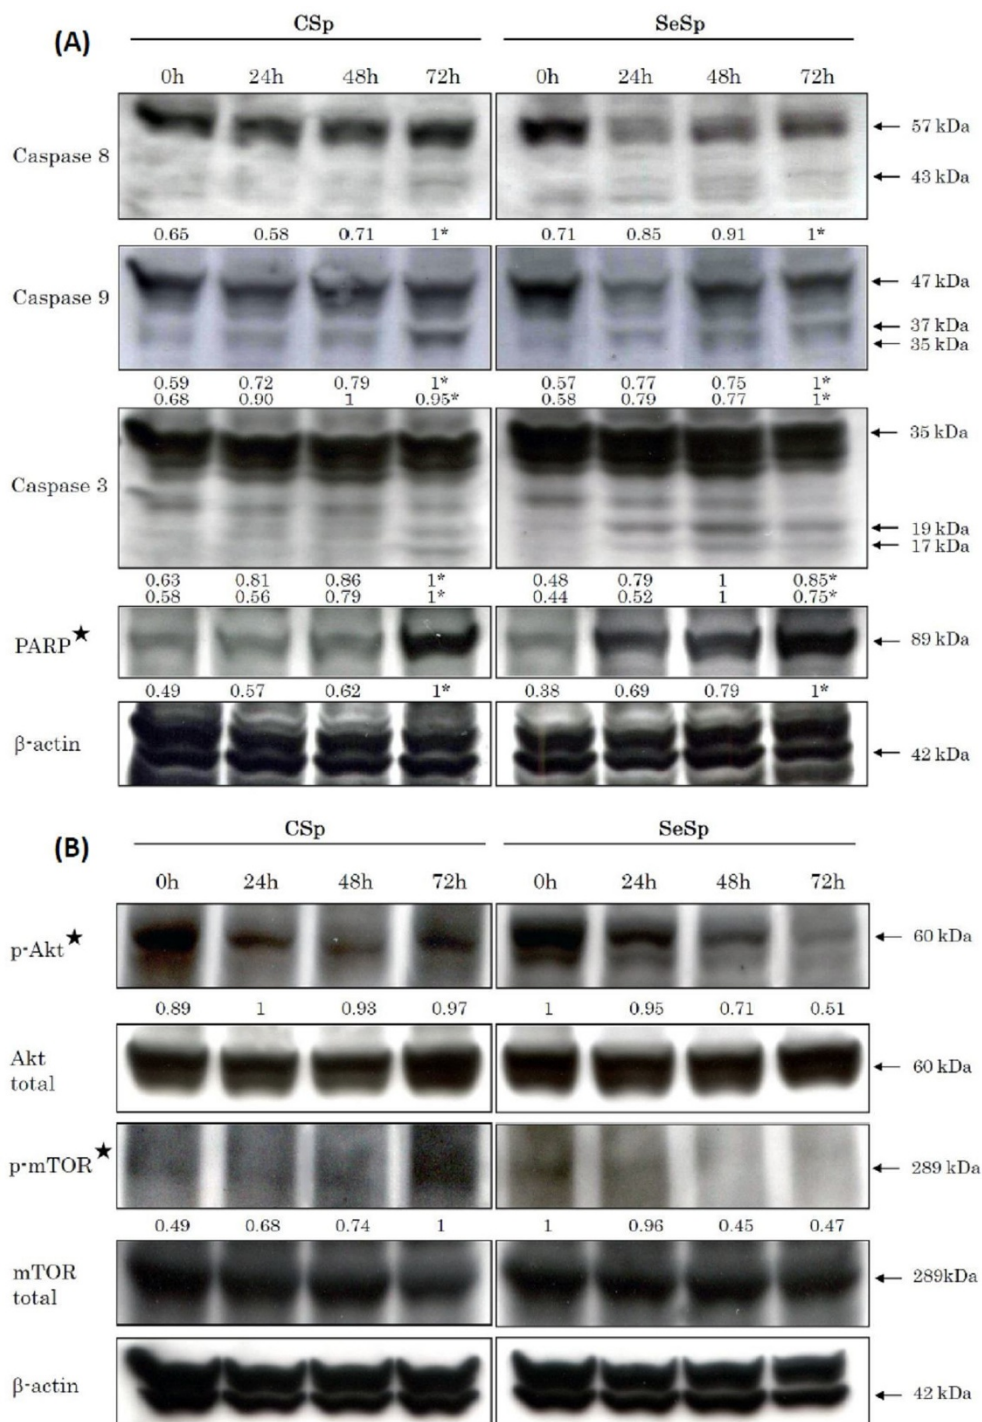 (A)
CSp SeSp
0h 24h 48h 72h 0h 24h 48h 72h
Caspase 8
← 57 kDa
← 43 kDa
0.65 0.58 0.71 1* 0.71 0.85 0.91 1*
Caspase 9
← 47 kDa
← 37 kDa
← 35 kDa
0.59 0.72 0.79 1* 0.57 0.77 0.75 1*
0.68 0.90 1 0.95* 0.58 0.79 0.77 1*
Caspase 3
← 35 kDa
← 19 kDa
← 17 kDa
0.63 0.81 0.86 1* 0.48 0.79 1 0.85*
0.58 0.56 0.79 1* 0.44 0.52 1 0.75*
PARP★ ← 89 kDa
0.49 0.57 0.62 1* 0.38 0.69 0.79 1*
β-actin ← 42 kDa
(B)
CSp SeSp
0h 24h 48h 72h 0h 24h 48h 72h
p-Akt★ ← 60 kDa
0.89 1 0.93 0.97 1 0.95 0.71 0.51
Akt
total
← 60 kDa
p-mTOR★ ← 289 kDa
0.49 0.68 0.74 1 1 0.96 0.45 0.47
mTOR
total
← 289kDa
β-actin ← 42 kDa